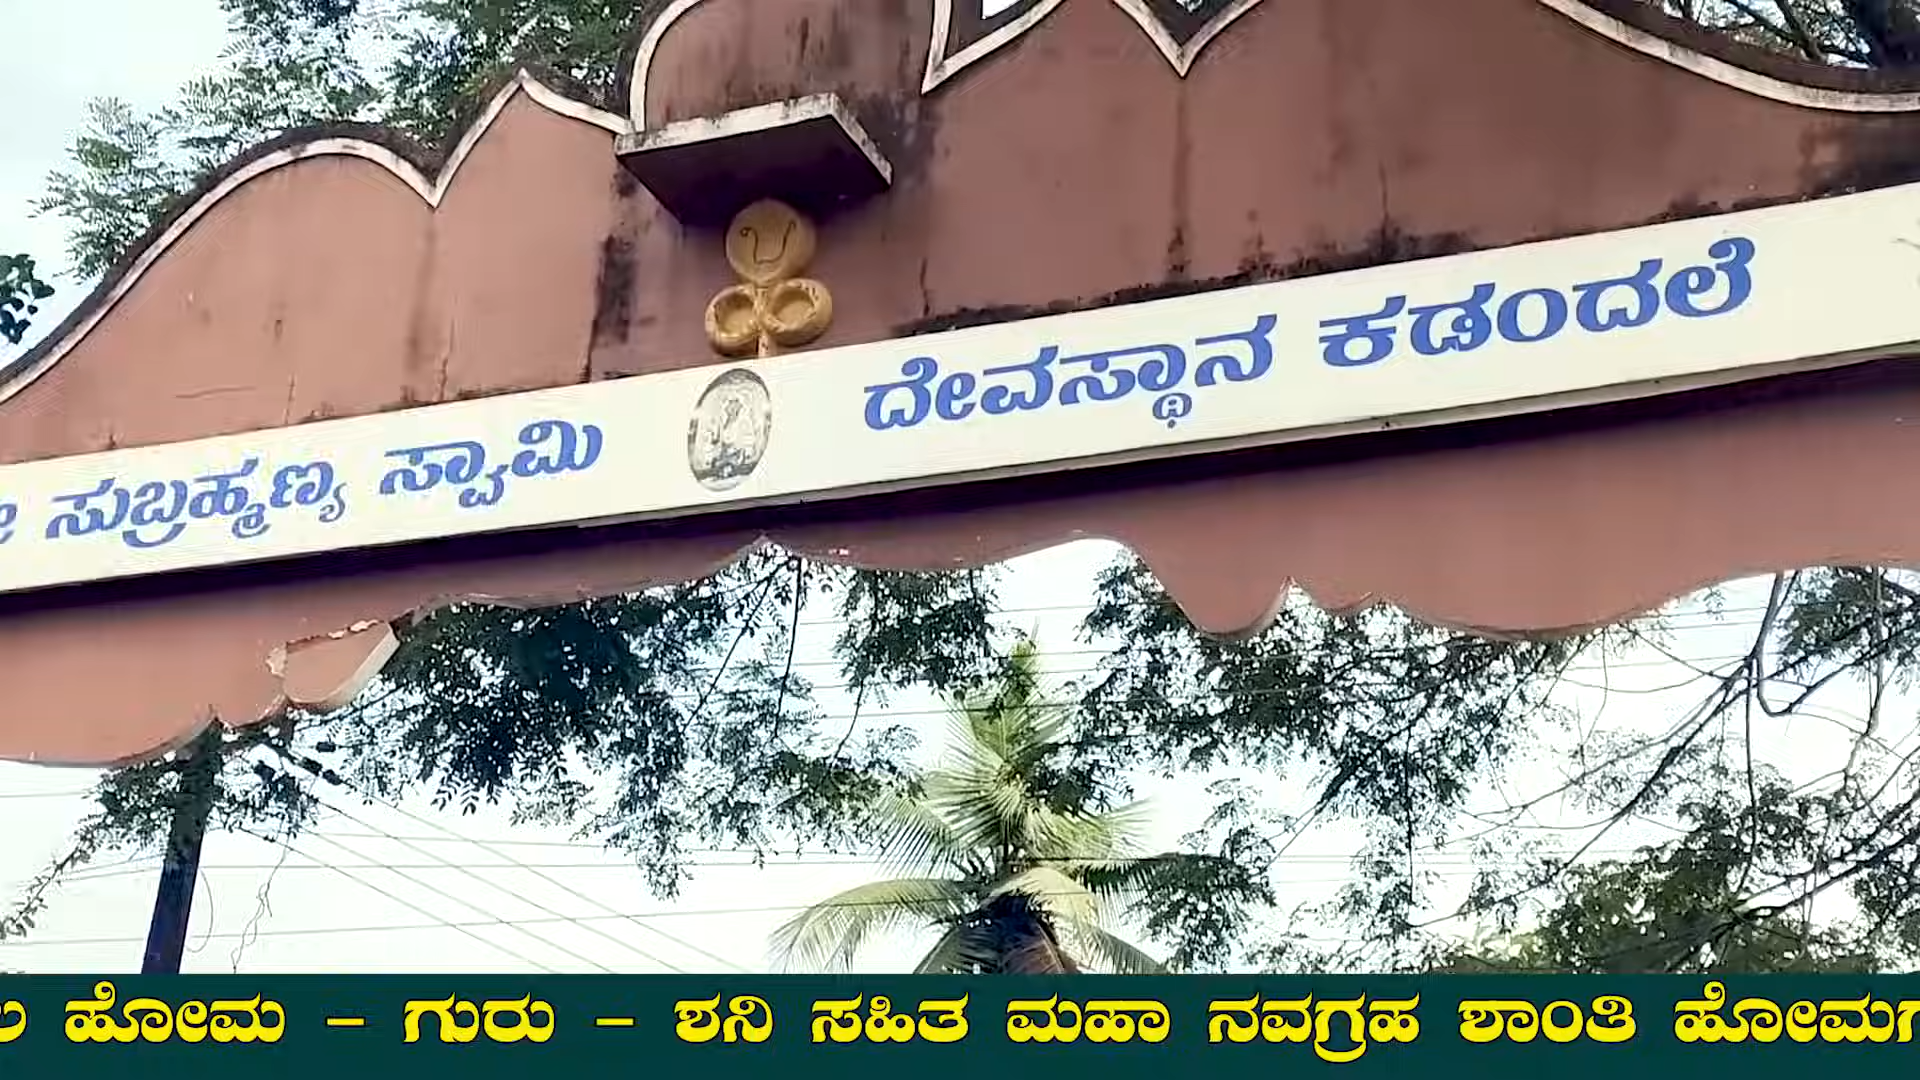 ಸುಬ್ರಹ್ಮಣ್ಯ ಸ್ವಾಮಿ ದೇವಸ್ಥಾನ ಕಡಂದಲೆ
ಹೋಮ – ಗುರು – ಶನಿ ಸಹಿತ ಮಹಾ ನವಗ್ರಹ ಶಾಂತಿ